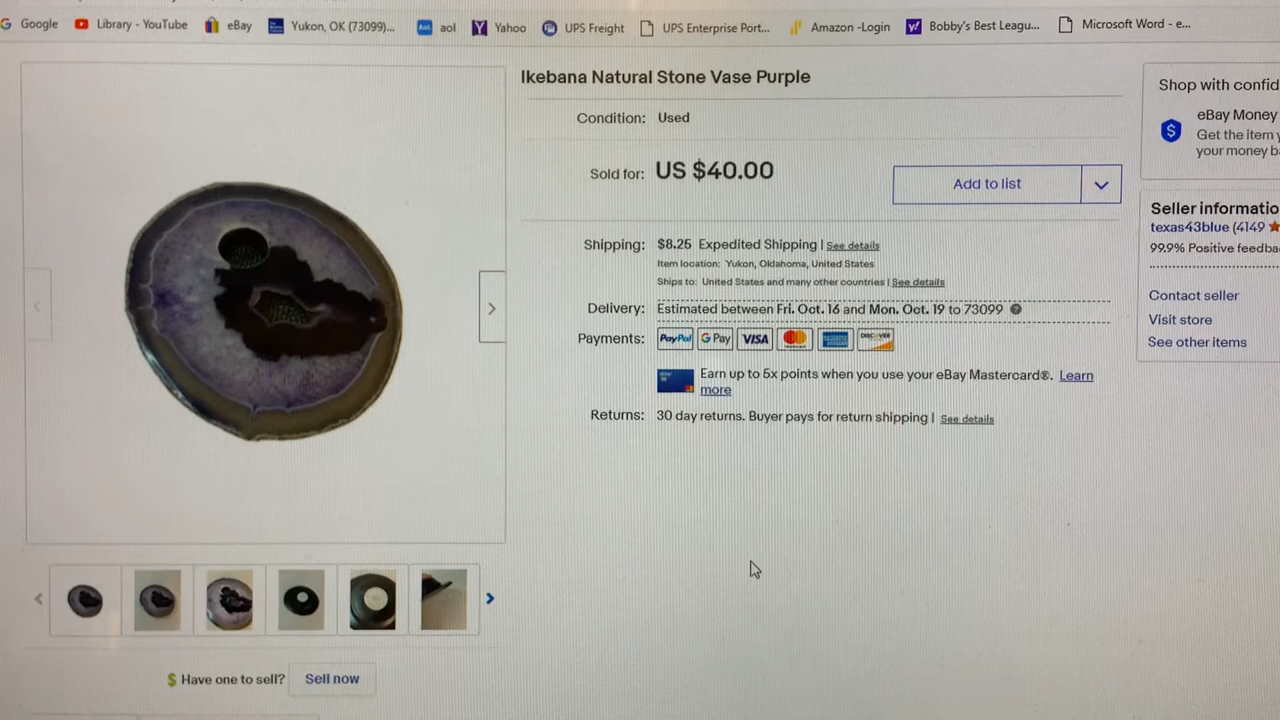 Google
Library - YouTube
eBay
Yukon, OK (73099)...
aol
Yahoo
UPS Freight
UPS Enterprise Port...
Amazon -Login
Bobby's Best Leagu...
Microsoft Word - e...
Ikebana Natural Stone Vase Purple
Condition: Used
Sold for: US $40.00
Add to list
Shipping: $8.25 Expedited Shipping | See details
Item location: Yukon, Oklahoma, United States
Ships to: United States and many other countries | See details
Delivery: Estimated between Fri. Oct. 16 and Mon. Oct. 19 to 73099
Payments: PayPal G Pay VISA DISCOVER
Earn up to 5x points when you use your eBay Mastercard®. Learn
more
Returns: 30 day returns. Buyer pays for return shipping | See details
Shop with confid
eBay Money
Get the item y
your money b
Seller informatio
texas43blue (4149
99.9% Positive feedba
Contact seller
Visit store
See other items
$ Have one to sell? Sell now